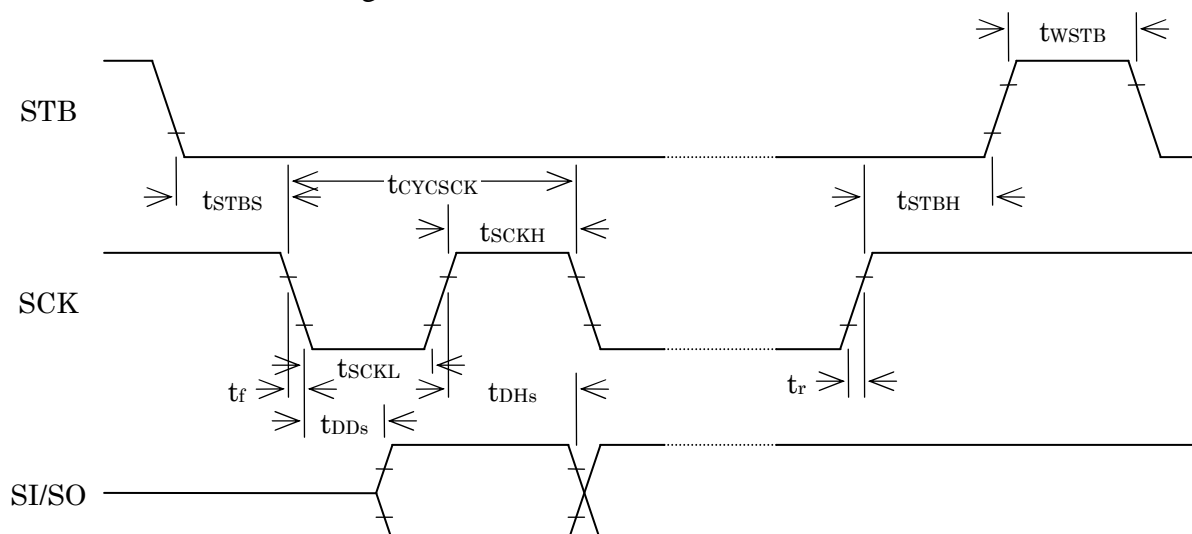 tWSTB
STB
tSTBS
tCYCSCK
tSTBH
tSCKH
SCK
tSCKL
tf
tDHs
tr
tDDs
SI/SO